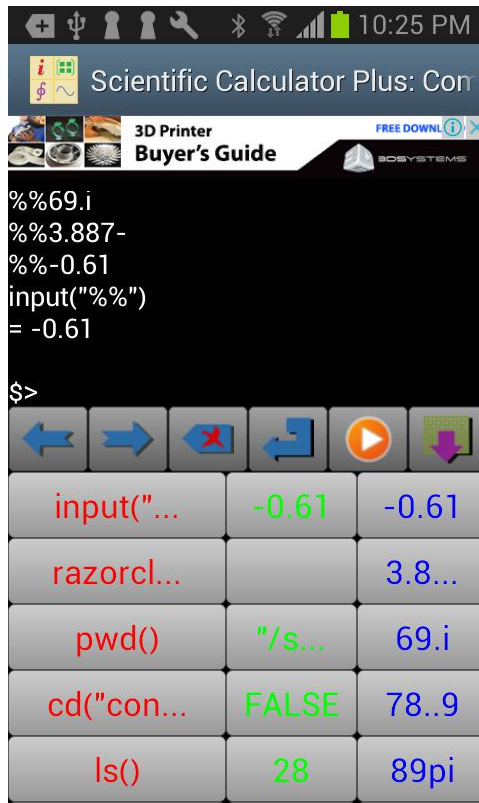 10:25 PM
Scientific Calculator Plus: Com
3D Printer
FREE DOWNL
Buyer's Guide
3DSYSTEMS
%%69.i
%%3.887-
%%-0.61
input("%%")
= -0.61
$>
input("... -0.61 -0.61
razorcl... 3.8...
pwd() "/s... 69.i
cd("con... FALSE 78..9
ls() 28 89pi